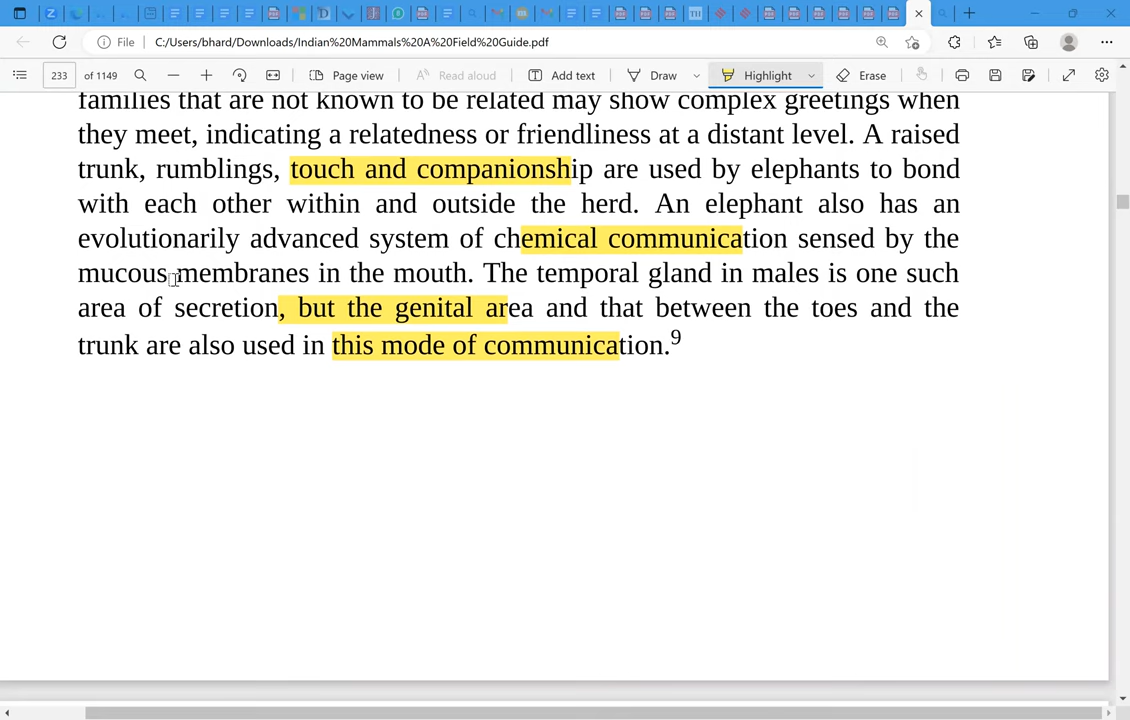 File
C:/Users/bhard/Downloads/Indian%20Mammals%20A%20Field%20Guide.pdf
233 of 1149
Page view
Read aloud
Add text
Draw
Highlight
Erase
families that are not known to be related may show complex greetings when
they meet, indicating a relatedness or friendliness at a distant level. A raised
trunk, rumblings, touch and companionship are used by elephants to bond
with each other within and outside the herd. An elephant also has an
evolutionarily advanced system of chemical communication sensed by the
mucous membranes in the mouth. The temporal gland in males is one such
area of secretion, but the genital area and that between the toes and the
trunk are also used in this mode of communication.9